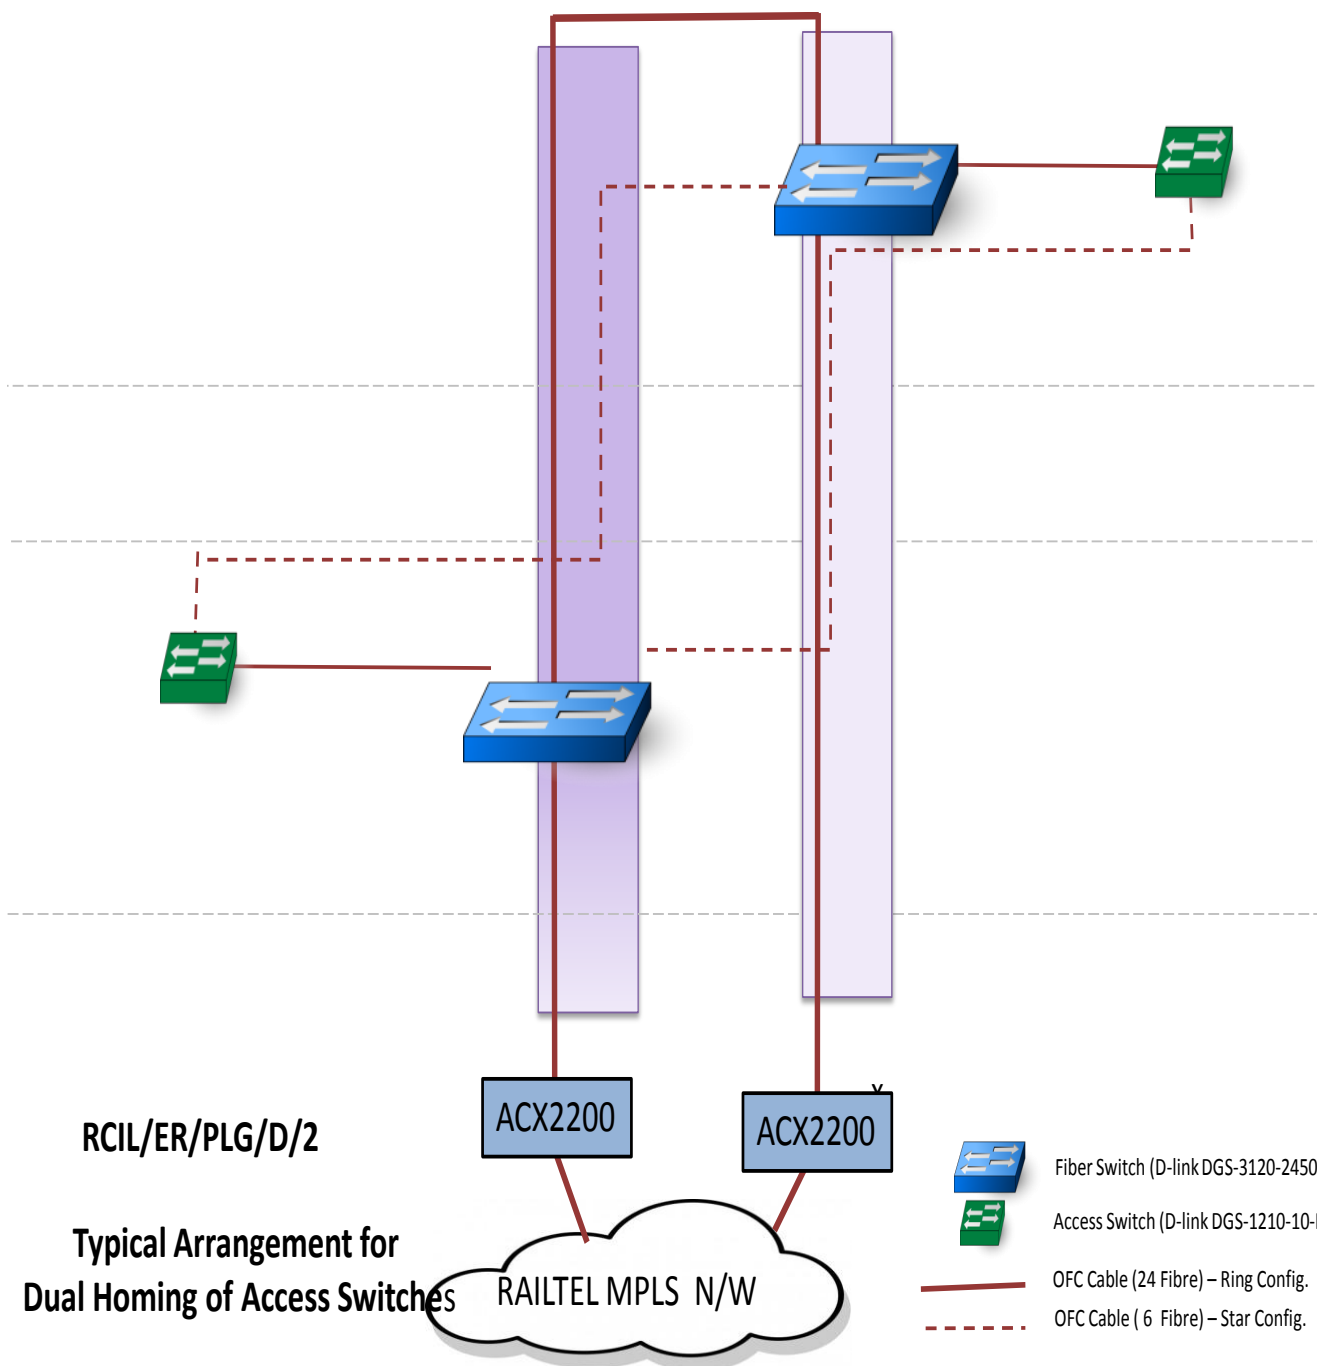 ACX2200
ACX2200
RCIL/ER/PLG/D/2
Typical Arrangement for
Dual Homing of Access Switches
RAILTEL MPLS N/W
Fiber Switch (D-link DGS-3120-2450
Access Switch (D-link DGS-1210-10-
OFC Cable (24 Fibre) – Ring Config.
OFC Cable ( 6 Fibre) – Star Config.